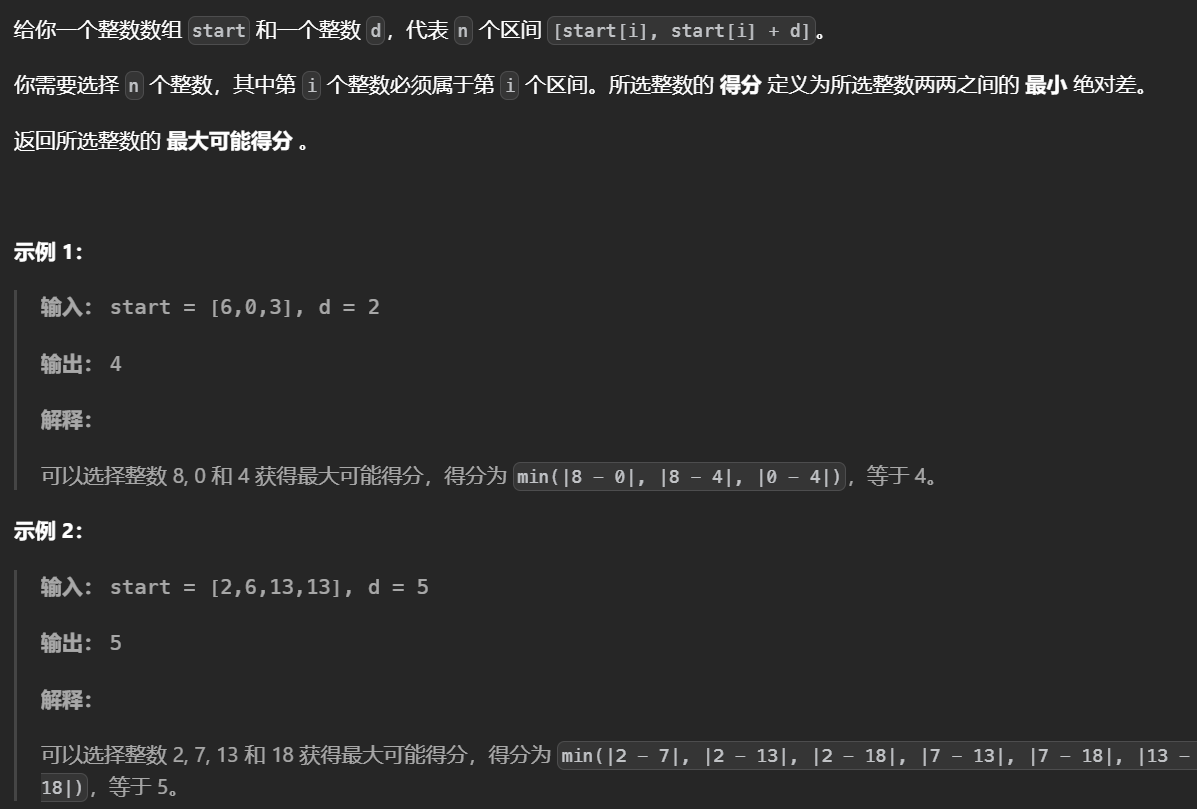 给你一个整数数组 start 和一个整数 d，代表 n 个区间 [start[i], start[i] + d]。
你需要选择 n 个整数，其中第 i 个整数必须属于第 i 个区间。所选整数的 得分 定义为所选整数两两之间的 最小 绝对差。
返回所选整数的 最大可能得分 。
示例 1：
输入： start = [6,0,3], d = 2
输出： 4
解释：
可以选择整数 8, 0 和 4 获得最大可能得分，得分为 min(|8 - 0|, |8 - 4|, |0 - 4|)，等于 4。
示例 2：
输入： start = [2,6,13,13], d = 5
输出： 5
解释：
可以选择整数 2, 7, 13 和 18 获得最大可能得分，得分为 min(|2 - 7|, |2 - 13|, |2 - 18|, |7 - 13|, |7 - 18|, |13 -
18|)，等于 5。